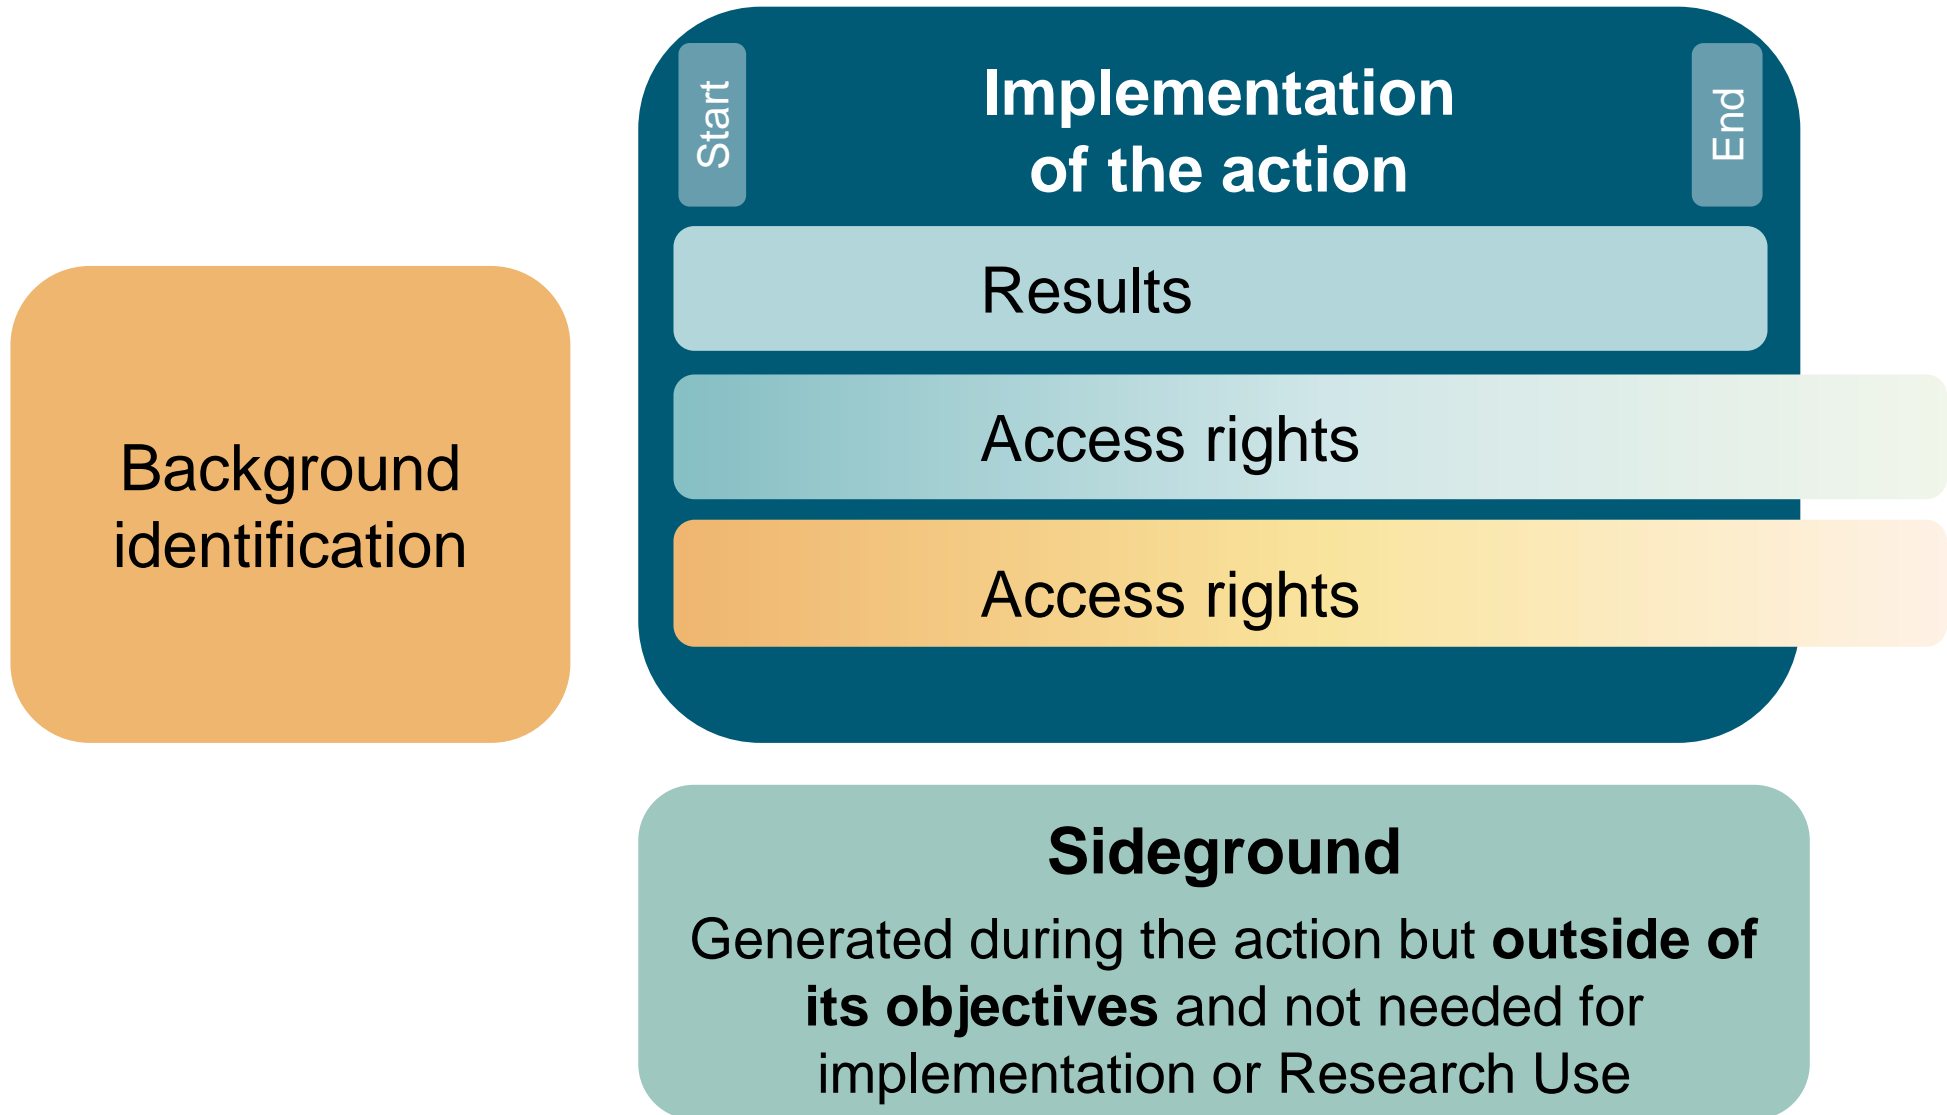 Start
Implementation
of the action
End
Results
Access rights
Access rights
Background
identification
Sideground
Generated during the action but outside of
its objectives and not needed for
implementation or Research Use